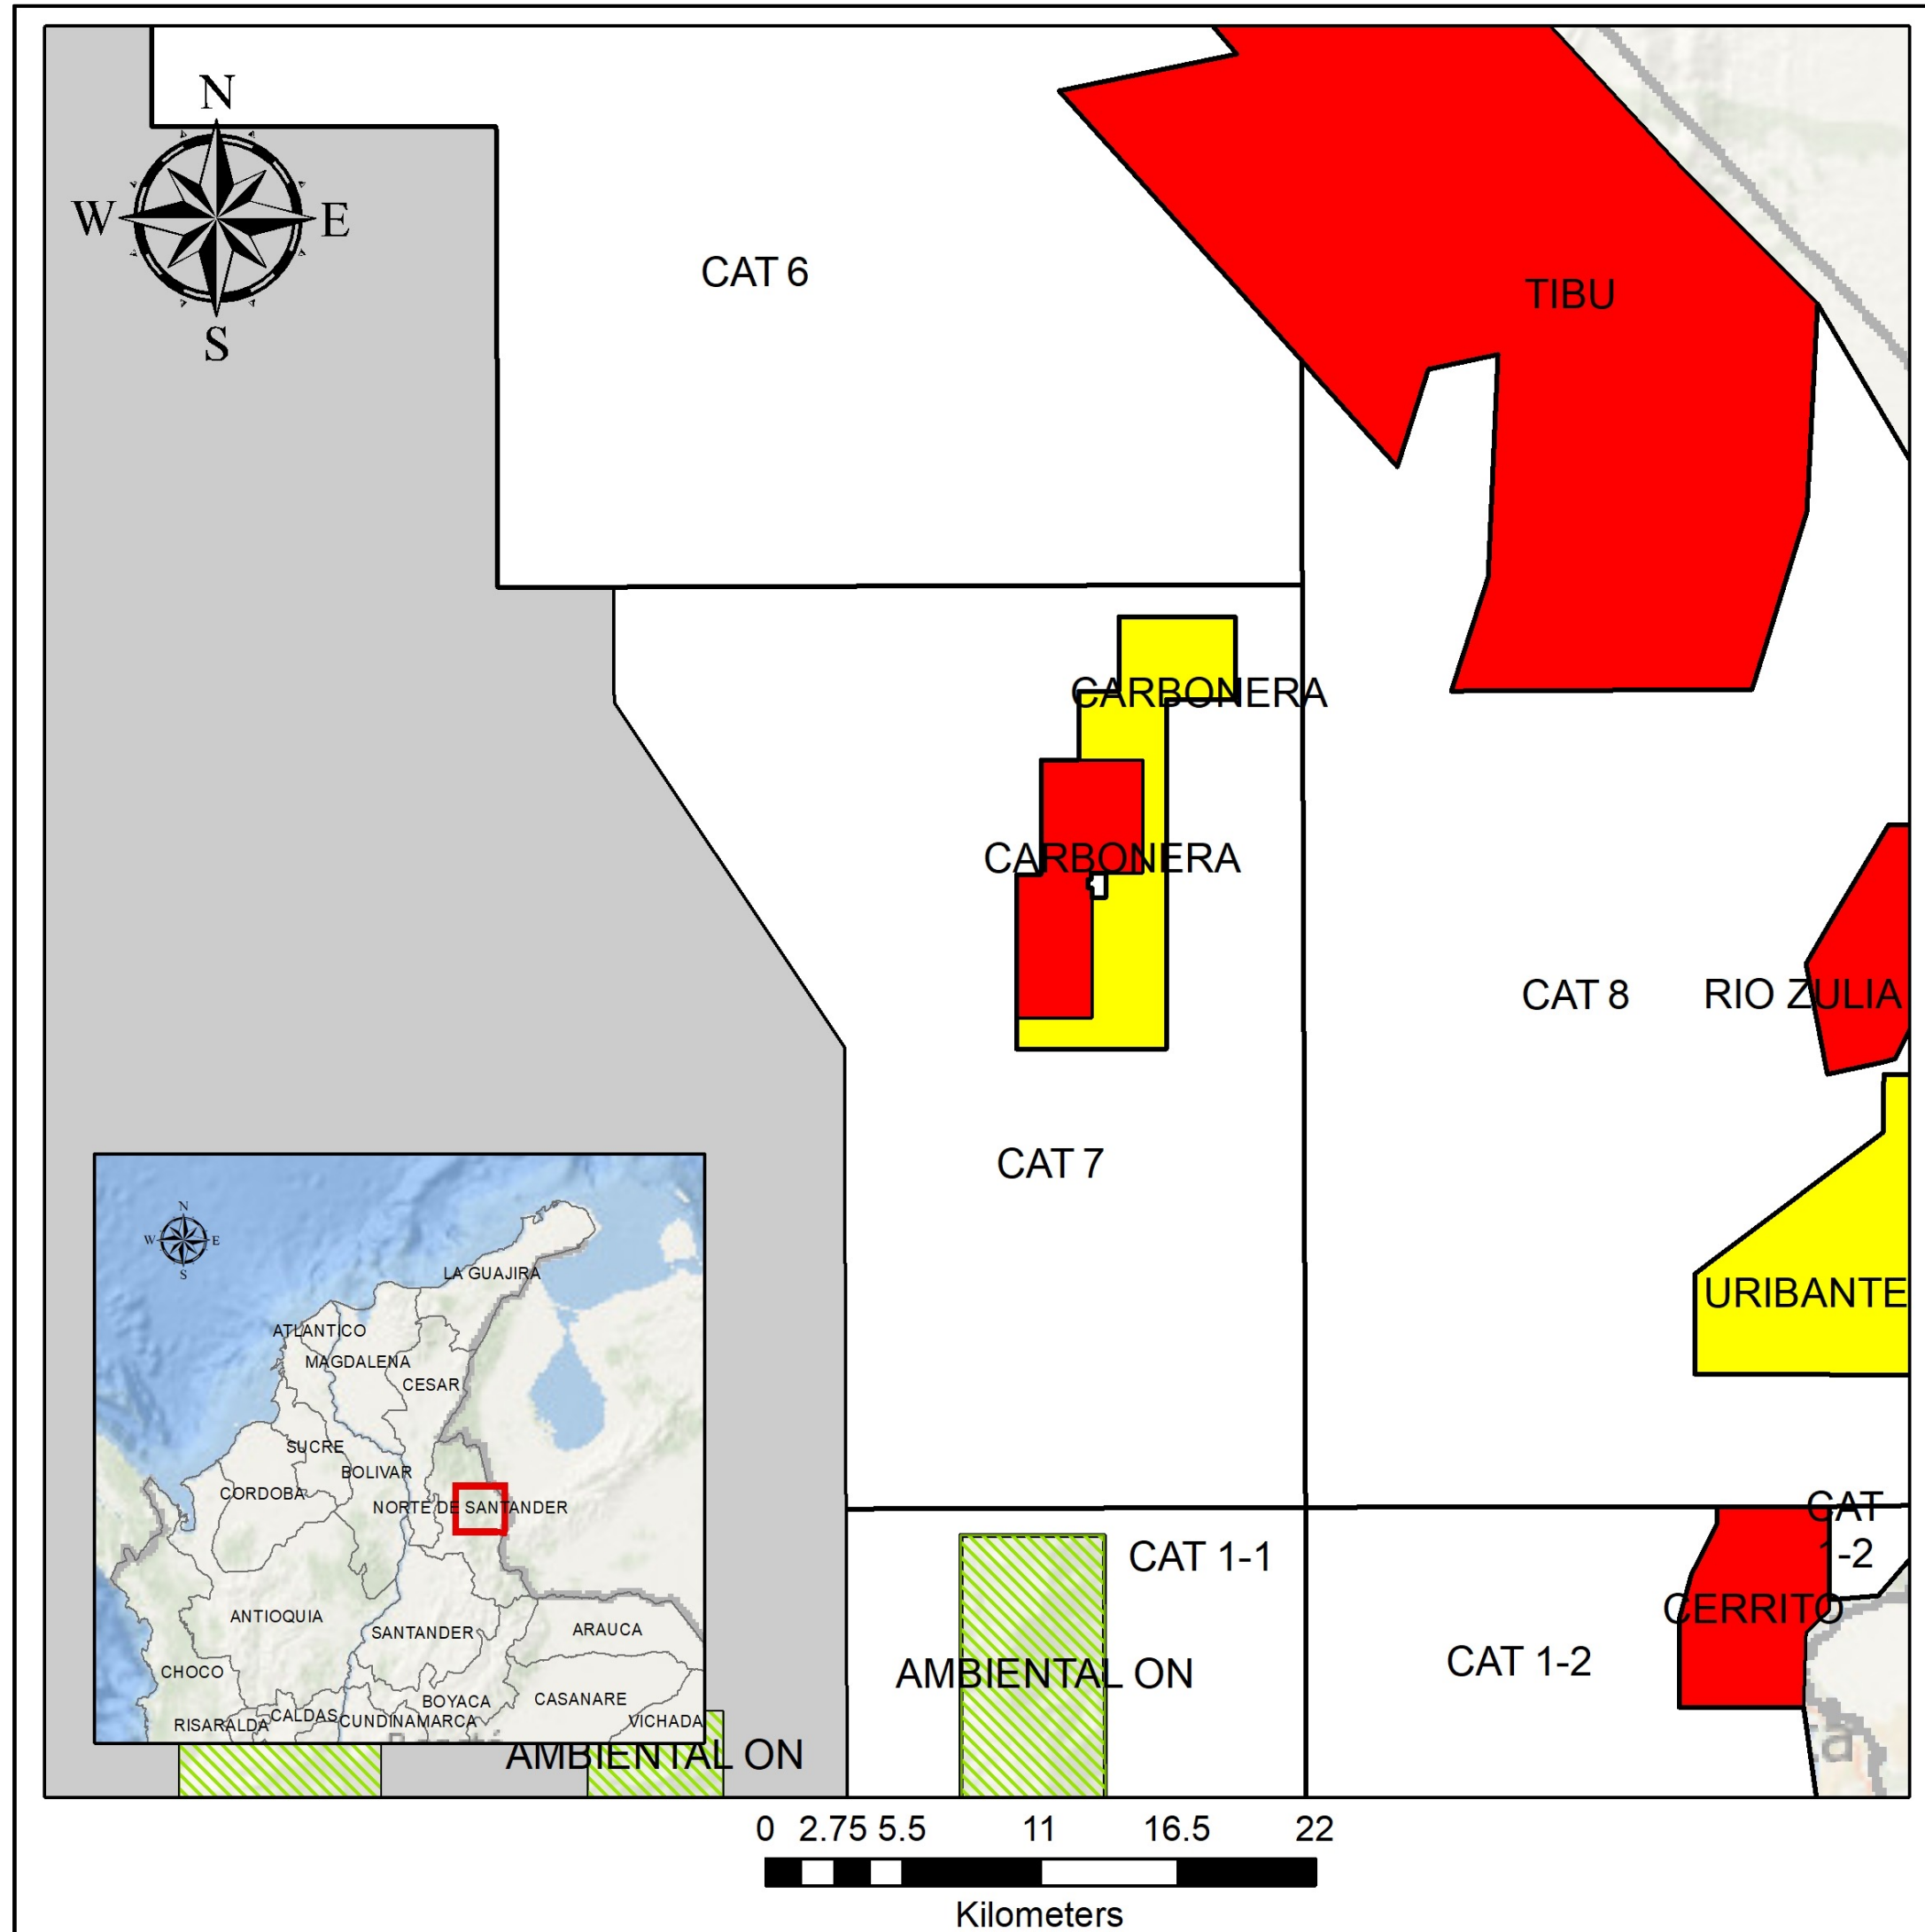 N
W
E
S
CAT 6
TIBU
CARBONERA
CARBONERA
CAT 8
RIO ZULIA
CAT 7
URIBANTE
CAT
1-2
CAT 1-1
CERRITO
CAT 1-2
AMBIENTAL ON
AMBIENTAL ON
N
W
E
S
LA GUAJIRA
ATLANTICO
MAGDALENA
CESAR
SUCRE
BOLIVAR
CORDOBA
NORTE DE SANTANDER
ANTIOQUIA
SANTANDER
ARAUCA
CHOCO
BOYACA
CASANARE
RISARALDA
CALDAS
CUNDINAMARCA
VICHADA
0 2.75 5.5 11 16.5 22
Kilometers